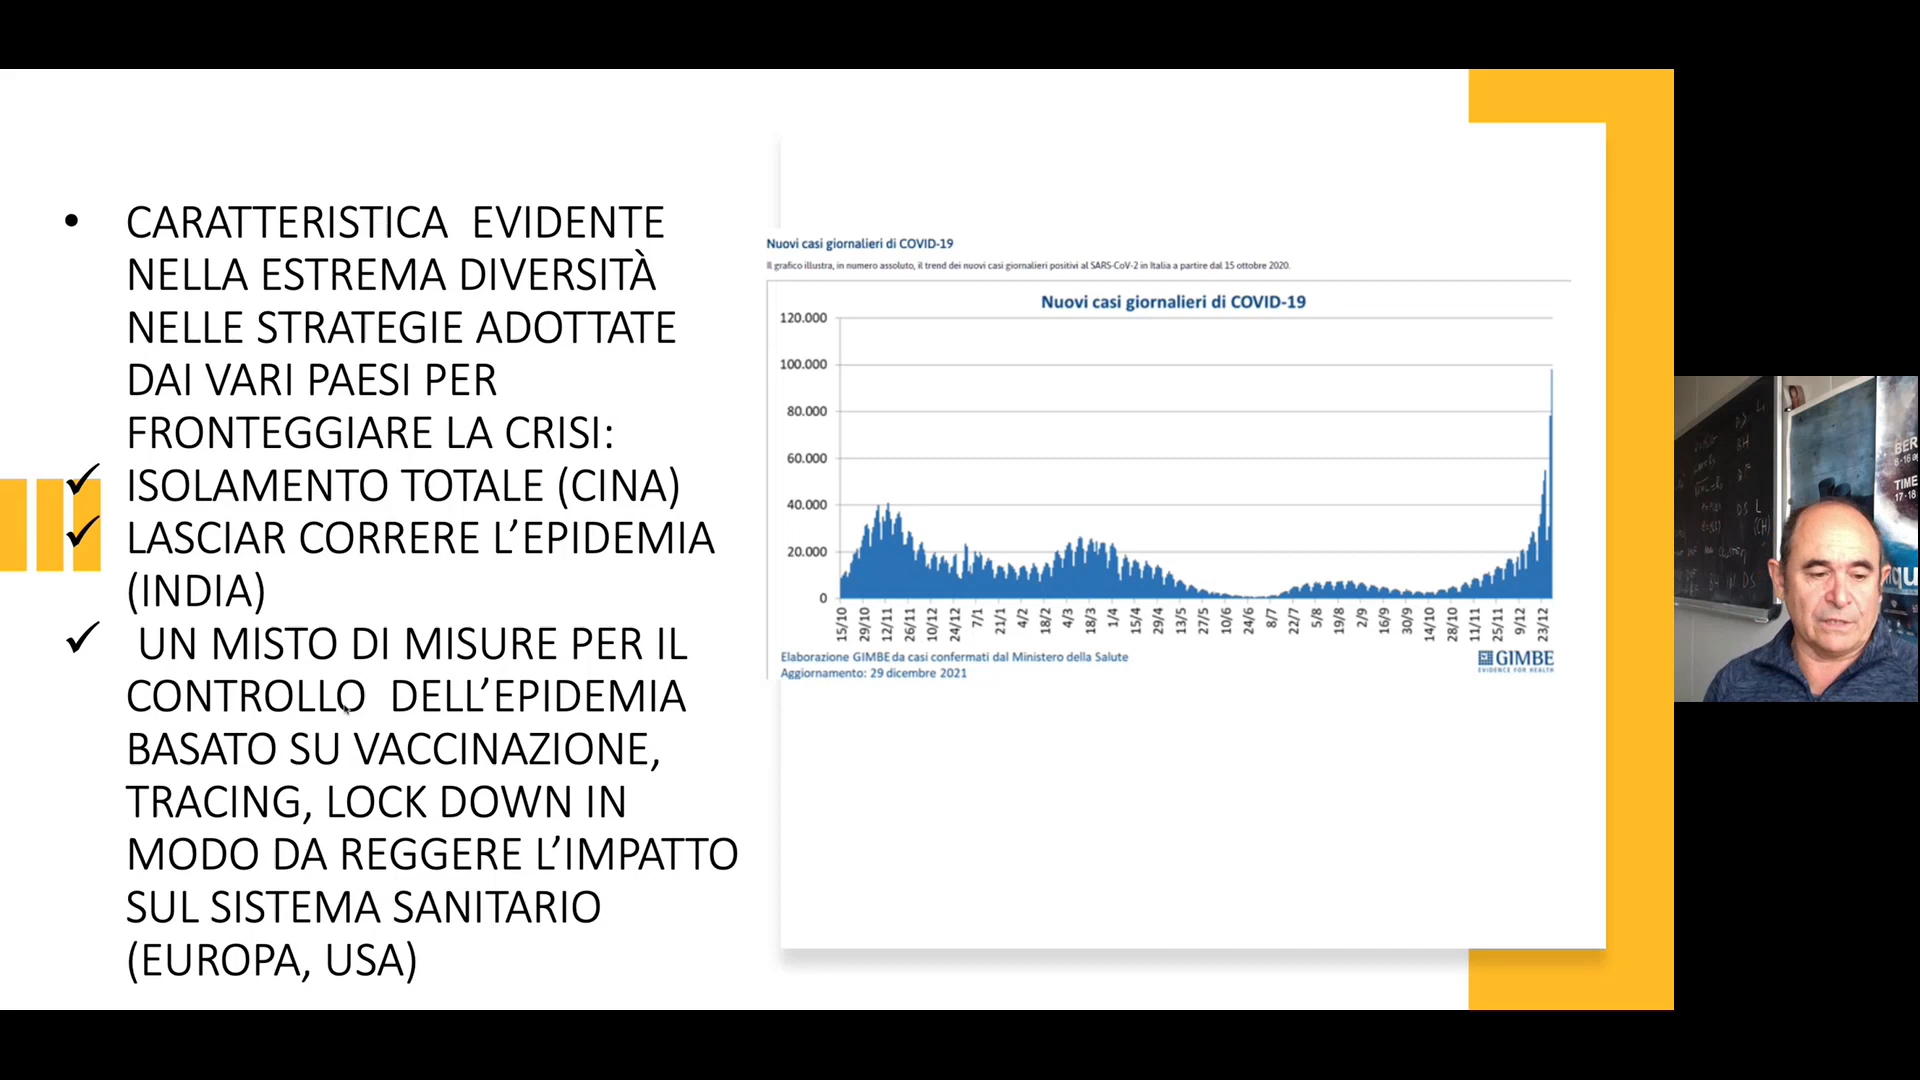 • CARATTERISTICA EVIDENTE
NELLA ESTREMA DIVERSITÀ
NELLE STRATEGIE ADOTTATE
DAI VARI PAESI PER
FRONTEGGIARE LA CRISI:
✓ ISOLAMENTO TOTALE (CINA)
✓ LASCIAR CORRERE L’EPIDEMIA
(INDIA)
✓ UN MISTO DI MISURE PER IL
CONTROLLO DELL’EPIDEMIA
BASATO SU VACCINAZIONE,
TRACING, LOCK DOWN IN
MODO DA REGGERE L’IMPATTO
SUL SISTEMA SANITARIO
(EUROPA, USA)
Nuovi casi giornalieri di COVID-19
Il grafico illustra, in numero assoluto, il trend dei nuovi casi giornalieri positivi al SARS-CoV-2 in Italia a partire dal 15 ottobre 2020.
Nuovi casi giornalieri di COVID-19
120.000
100.000
80.000
60.000
40.000
20.000
0
15/10 29/10 12/11 26/11 10/12 24/12 7/1 21/1 4/2 18/2 4/3 18/3 1/4 15/4 29/4 13/5 27/5 10/6 24/6 8/7 22/7 5/8 19/8 2/9 16/9 30/9 14/10 28/10 11/11 25/11 9/12 23/12
Elaborazione GIMBE da casi confermati dal Ministero della Salute
Aggiornamento: 29 dicembre 2021
GIMBE
EVIDENCE FOR HEALTH
BER
TIME
17-18